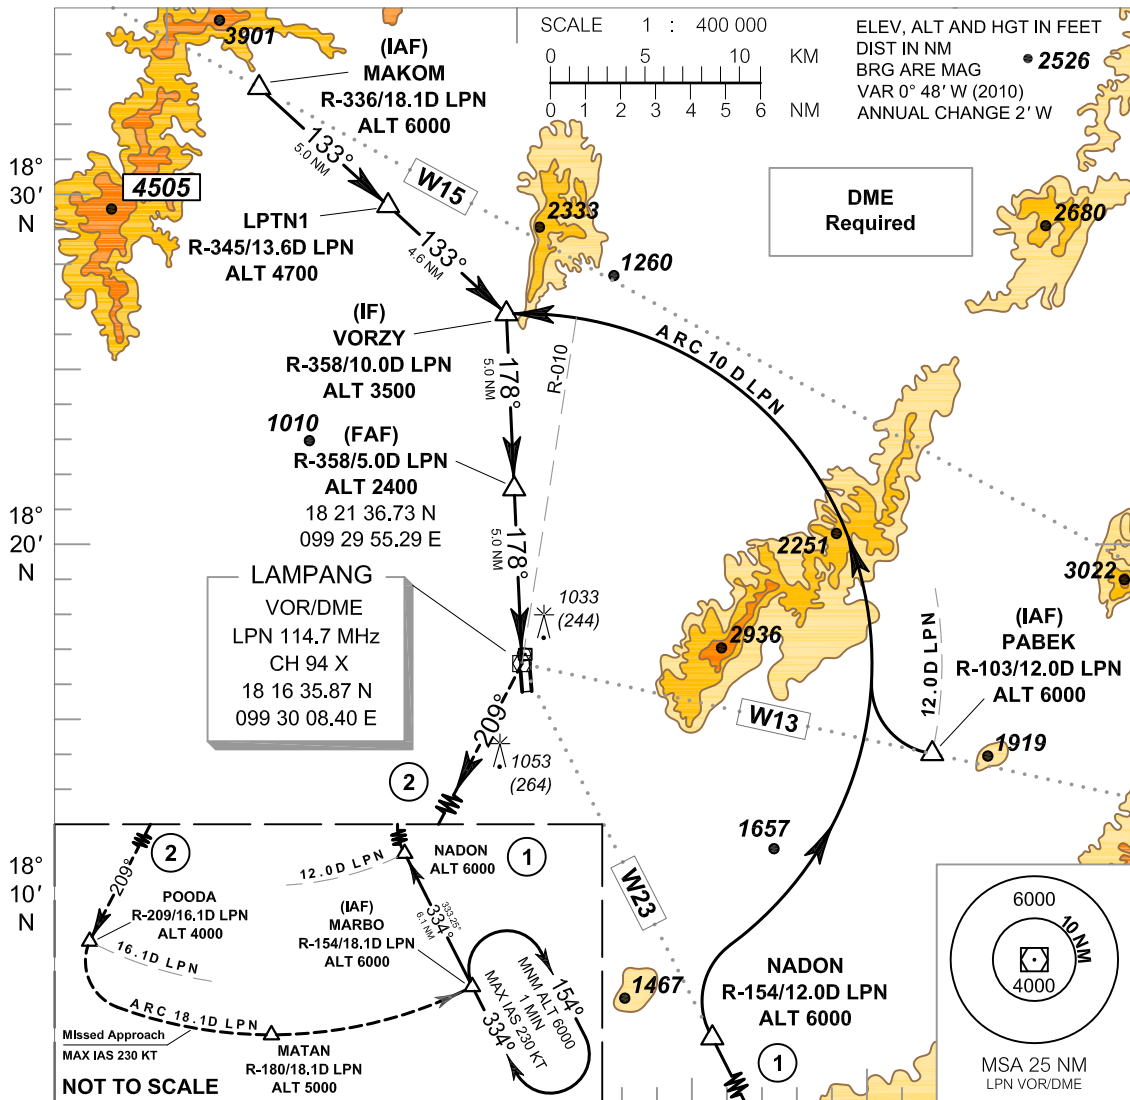 3901
(IAF)
MAKOM
R-336/18.1D LPN
ALT 6000
SCALE 1 : 400 000
0 5 10 KM
0 1 2 3 4 5 6 NM
ELEV, ALT AND HGT IN FEET
DIST IN NM
BRG ARE MAG
VAR 0° 48' W (2010)
ANNUAL CHANGE 2' W
2526
133°
5.0 NM
18°
30'
N
4505
W15
2333
DME
Required
2680
LPTN1
R-345/13.6D LPN
ALT 4700
133°
4.6 NM
1260
(IF)
VORZY
R-358/10.0D LPN
ALT 3500
178°
5.0 NM
R-010
ARC 10 D LPN
1010
(FAF)
R-358/5.0D LPN
ALT 2400
18 21 36.73 N
099 29 55.29 E
178°
5.0 NM
18°
20'
N
2251
3022
LAMPANG
VOR/DME
LPN 114.7 MHz
CH 94 X
18 16 35.87 N
099 30 08.40 E
1033
(244)
2936
12.0D LPN
(IAF)
PABEK
R-103/12.0D LPN
ALT 6000
W13
1919
209°
1053
(264)
2
1657
18°
10'
N
209°
2
POODA
R-209/16.1D LPN
ALT 4000
16.1D LPN
ARC 18.1D LPN
Missed Approach
MAX IAS 230 KT
MATAN
R-180/18.1D LPN
ALT 5000
NOT TO SCALE
12.0D LPN
NADON
ALT 6000
1
(IAF)
MARBO
R-154/18.1D LPN
ALT 6000
334°
333.25°
6.1 NM
154°
MNM ALT 6000
1 MIN
MAX IAS 230 KT
334°
W23
1467
NADON
R-154/12.0D LPN
ALT 6000
1
6000
10 NM
4000
MSA 25 NM
LPN VOR/DME